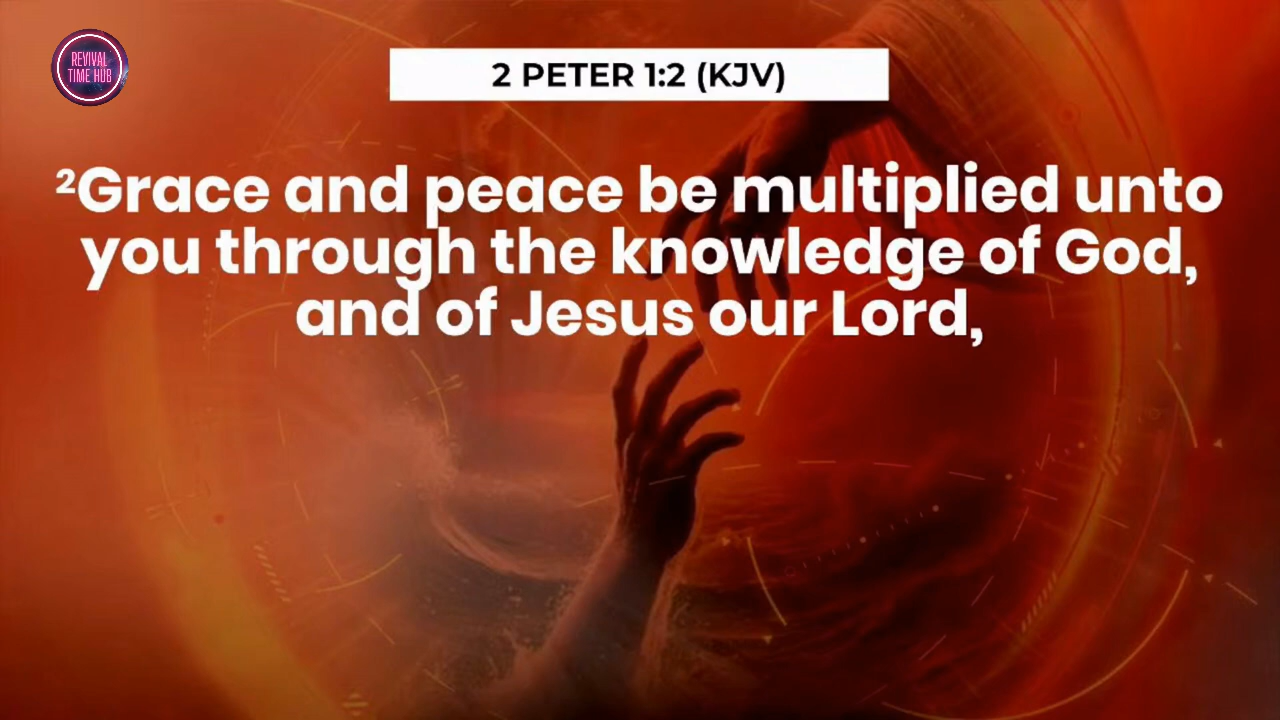 REVIVAL
TIME HUB
2 PETER 1:2 (KJV)
²Grace and peace be multiplied unto
you through the knowledge of God,
and of Jesus our Lord,